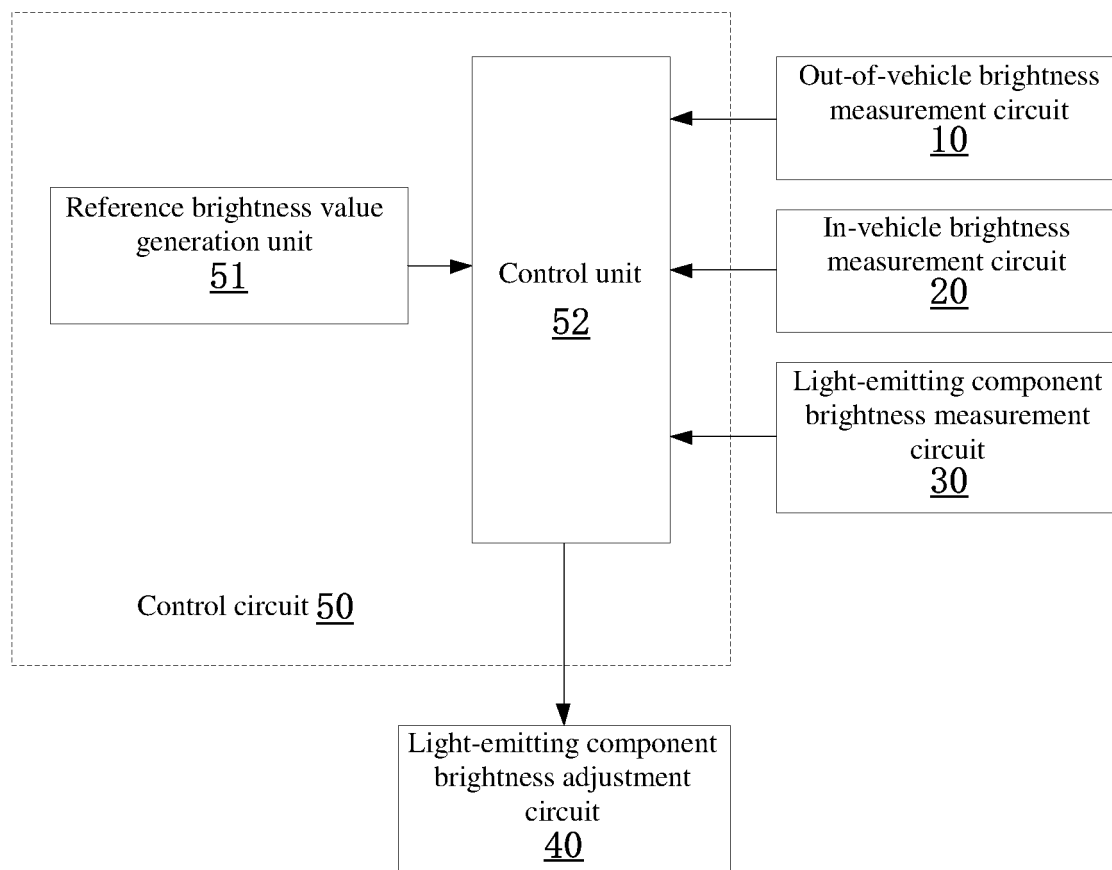 Out-of-vehicle brightness
measurement circuit
10
Reference brightness value
generation unit
51
Control unit
52
In-vehicle brightness
measurement circuit
20
Light-emitting component
brightness measurement
circuit
30
Control circuit 50
Light-emitting component
brightness adjustment
circuit
40